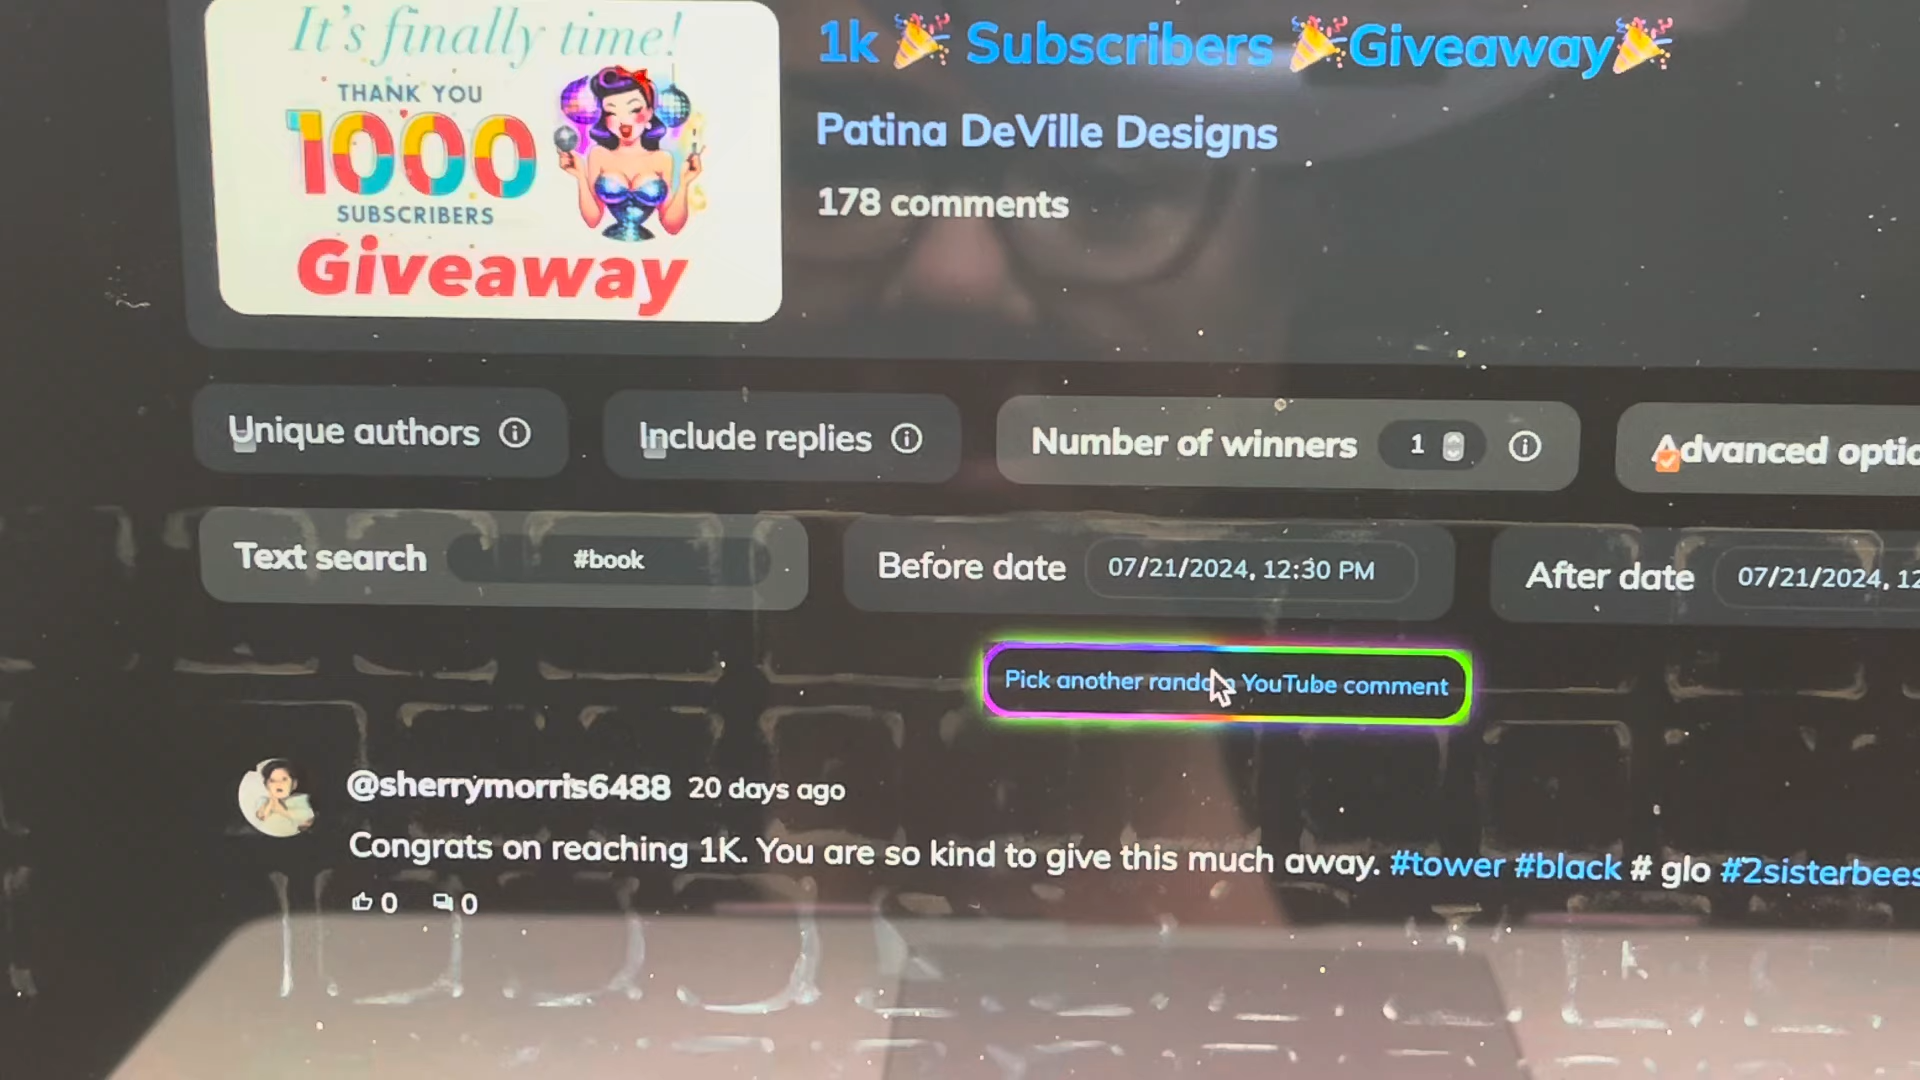 It's finally time!
THANK YOU
1000
SUBSCRIBERS
Giveaway
1k 🎉 Subscribers 🎉Giveaway🎉
Patina DeVille Designs
178 comments
Unique authors
Include replies
Number of winners 1
Advanced optio
Text search #book
Before date 07/21/2024, 12:30 PM
After date 07/21/2024, 12
Pick another random YouTube comment
@sherrymorris6488 20 days ago
Congrats on reaching 1K. You are so kind to give this much away. #tower #black # glo #2sisterbees
0 0